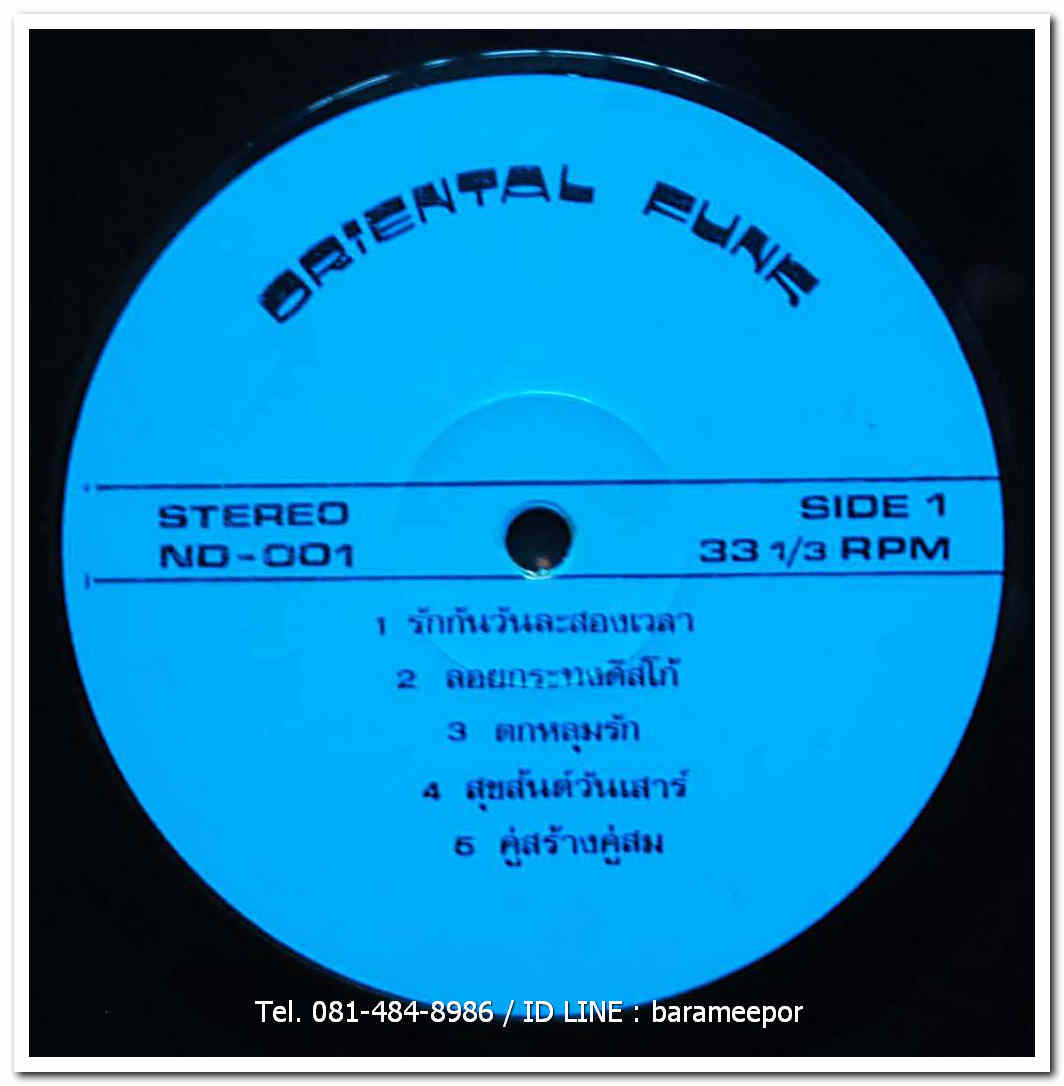 ORIENTAL FUNK
STEREO
ND-001
SIDE 1
33 1/3 RPM
1 รักกันวันละสองเวลา
2 ลอยกระทงดิสโก้
3 ตกหลุมรัก
4 สุขสันต์วันเสาร์
5 คู่สร้างคู่สม
Tel. 081-484-8986 / ID LINE : barameepor